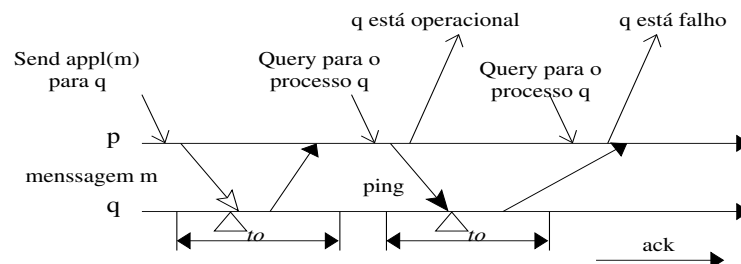 q está operacional
q está falho
Send appl(m)
para q
Query para o
processo q
Query para o
processo q
p
menssagem m
ping
q
to
to
ack